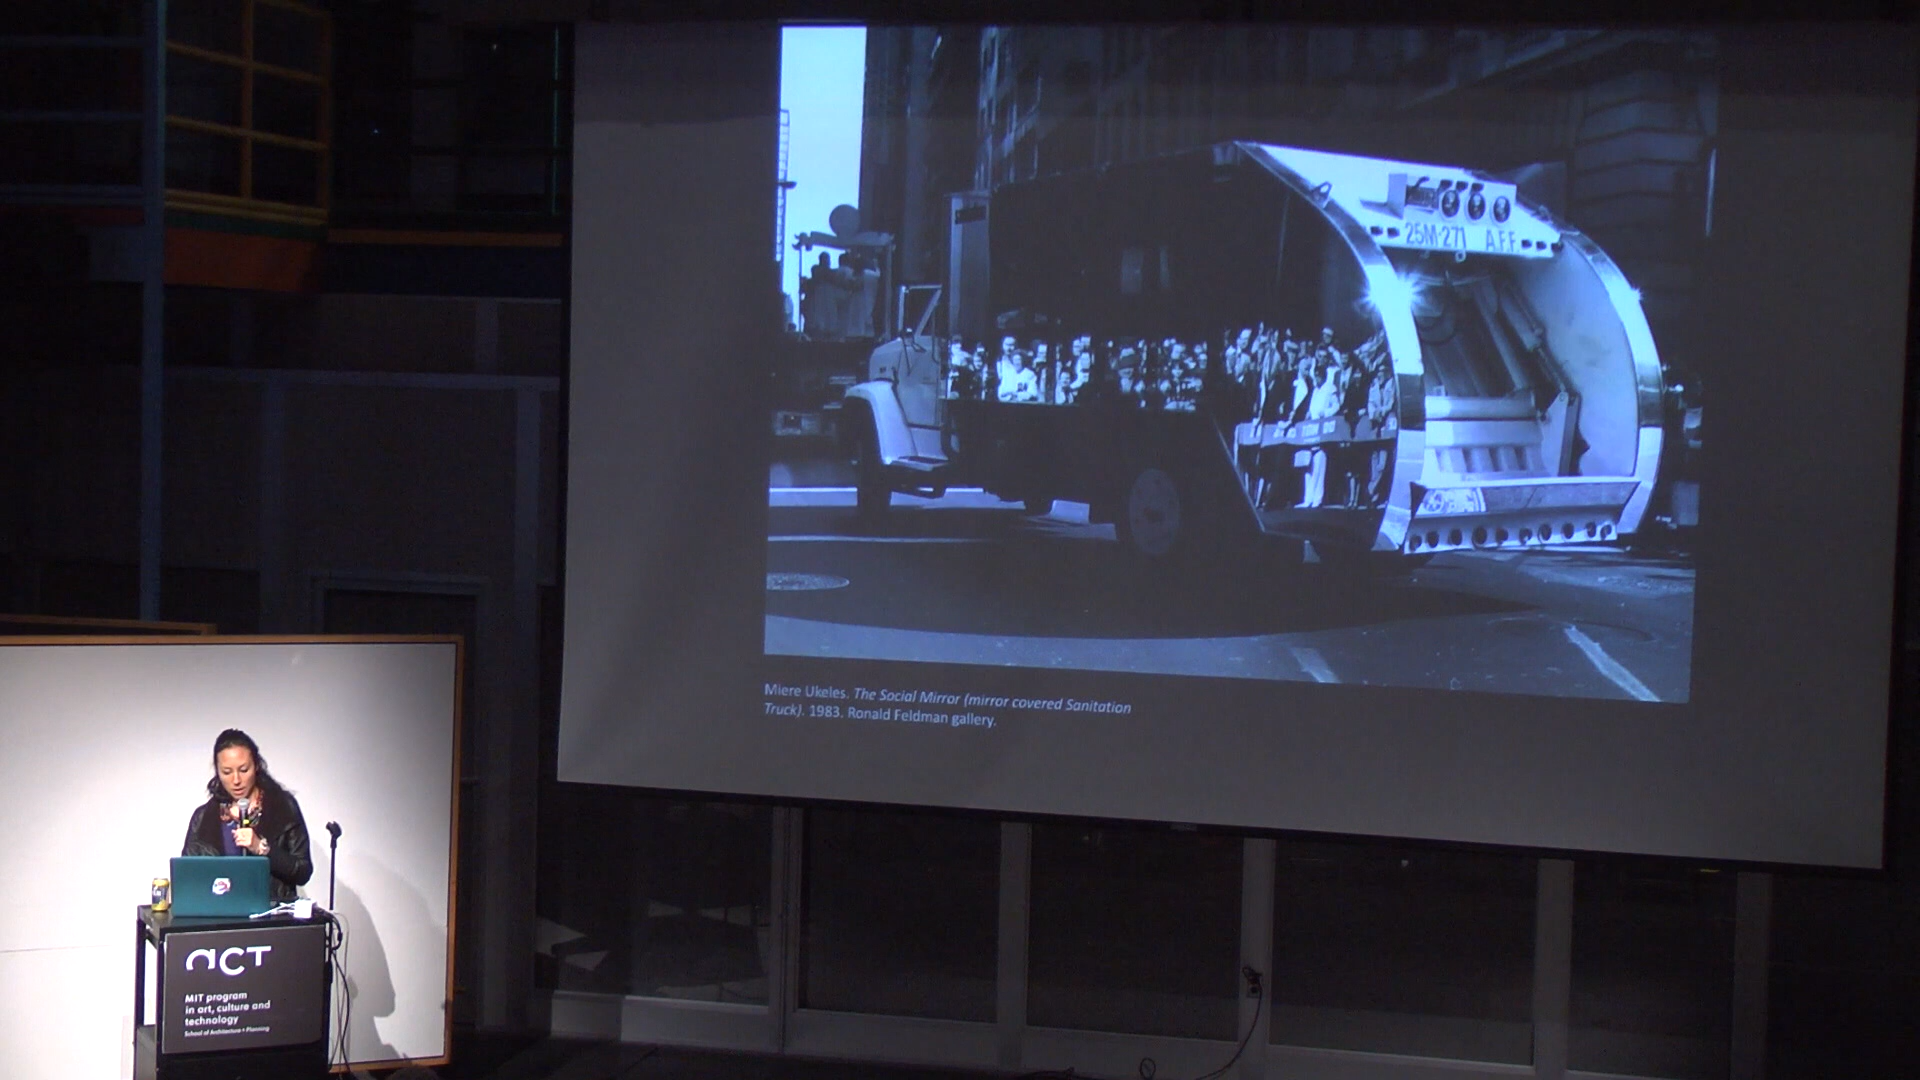 25M-271 A.F.F.
Miere Ukeles. The Social Mirror (mirror covered Sanitation
Truck). 1983. Ronald Feldman gallery.
act
MIT program
in art, culture and
technology
School of Architecture + Planning